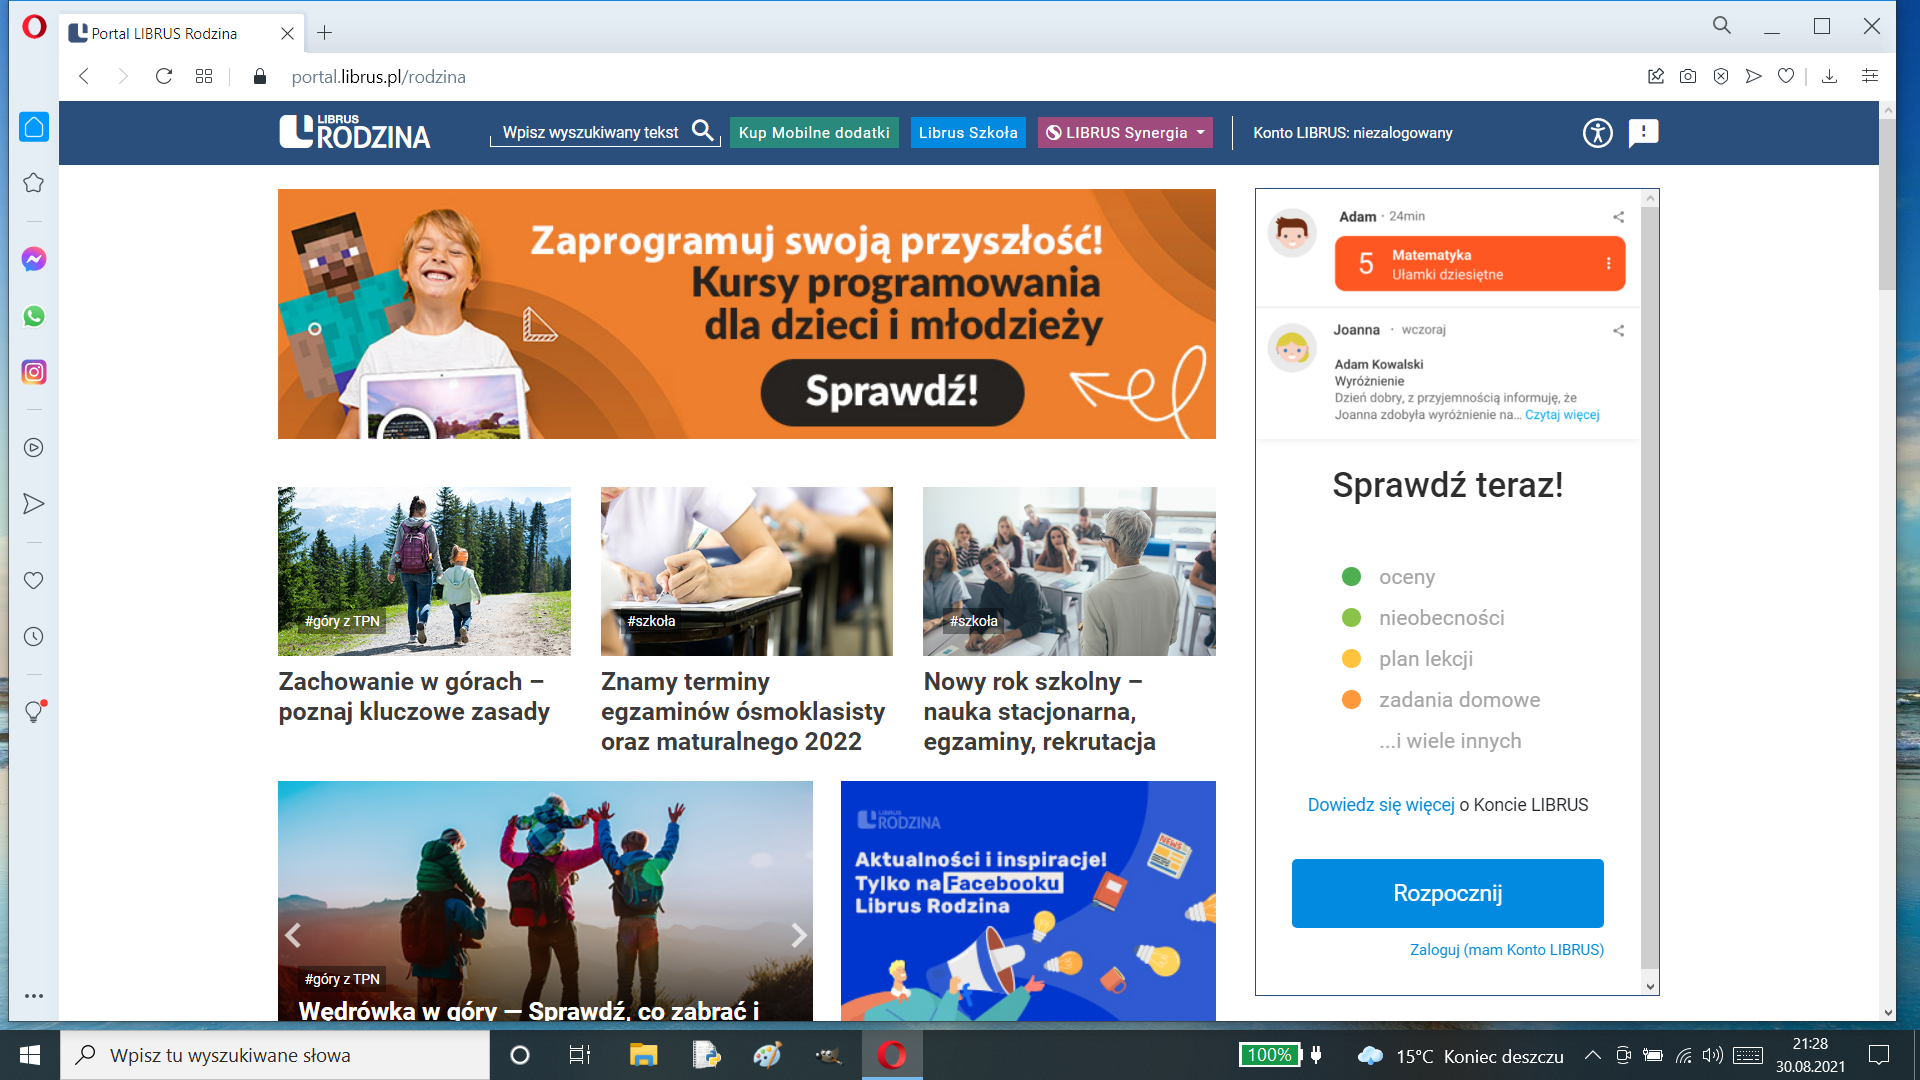 Portal LIBRUS Rodzina
portal.librus.pl/rodzina
LIBRUS
RODZINA
Wpisz wyszukiwany tekst
Kup Mobilne dodatki
Librus Szkoła
LIBRUS Synergia
Konto LIBRUS: niezalogowany
Zaprogramuj swoją przyszłość!
Kursy programowania
dla dzieci i młodzieży
Sprawdź!
Adam · 24min
5
Matematyka
Ułamki dziesiętne
Joanna · wczoraj
Adam Kowalski
Wyróżnienie
Dzień dobry, z przyjemnością informuję, że
Joanna zdobyła wyróżnienie na... Czytaj więcej
Sprawdź teraz!
oceny
nieobecności
plan lekcji
zadania domowe
...i wiele innych
Dowiedz się więcej o Koncie LIBRUS
Rozpocznij
Zaloguj (mam Konto LIBRUS)
#góry z TPN
Zachowanie w górach –
poznaj kluczowe zasady
#szkoła
Znamy terminy
egzaminów ósmoklasisty
oraz maturalnego 2022
#szkoła
Nowy rok szkolny –
nauka stacjonarna,
egzaminy, rekrutacja
#góry z TPN
Wędrówka w góry — Sprawdź, co zabrać i
LIBRUS
RODZINA
Aktualności i inspiracje!
Tylko na Facebooku
Librus Rodzina
NEWS
Wpisz tu wyszukiwane słowa
100%
15°C Koniec deszczu
21:28
30.08.2021